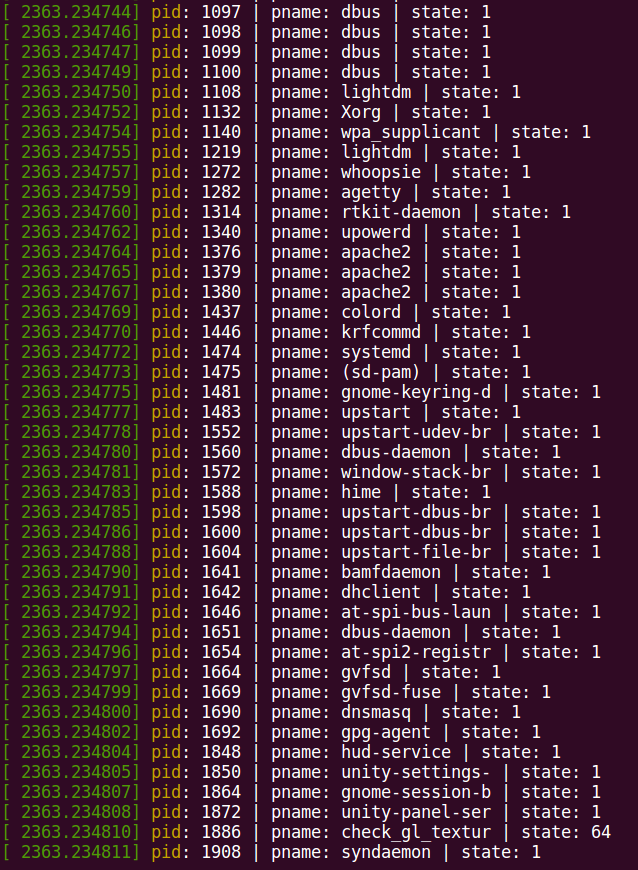 [ 2363.234744] pid: 1097 | pname: dbus | state: 1
[ 2363.234746] pid: 1098 | pname: dbus | state: 1
[ 2363.234747] pid: 1099 | pname: dbus | state: 1
[ 2363.234749] pid: 1100 | pname: dbus | state: 1
[ 2363.234750] pid: 1108 | pname: lightdm | state: 1
[ 2363.234752] pid: 1132 | pname: Xorg | state: 1
[ 2363.234754] pid: 1140 | pname: wpa_supplicant | state: 1
[ 2363.234755] pid: 1219 | pname: lightdm | state: 1
[ 2363.234757] pid: 1272 | pname: whoopsie | state: 1
[ 2363.234759] pid: 1282 | pname: agetty | state: 1
[ 2363.234760] pid: 1314 | pname: rtkit-daemon | state: 1
[ 2363.234762] pid: 1340 | pname: upowerd | state: 1
[ 2363.234764] pid: 1376 | pname: apache2 | state: 1
[ 2363.234765] pid: 1379 | pname: apache2 | state: 1
[ 2363.234767] pid: 1380 | pname: apache2 | state: 1
[ 2363.234769] pid: 1437 | pname: colord | state: 1
[ 2363.234770] pid: 1446 | pname: krfcommd | state: 1
[ 2363.234772] pid: 1474 | pname: systemd | state: 1
[ 2363.234773] pid: 1475 | pname: (sd-pam) | state: 1
[ 2363.234775] pid: 1481 | pname: gnome-keyring-d | state: 1
[ 2363.234777] pid: 1483 | pname: upstart | state: 1
[ 2363.234778] pid: 1552 | pname: upstart-udev-br | state: 1
[ 2363.234780] pid: 1560 | pname: dbus-daemon | state: 1
[ 2363.234781] pid: 1572 | pname: window-stack-br | state: 1
[ 2363.234783] pid: 1588 | pname: hime | state: 1
[ 2363.234785] pid: 1598 | pname: upstart-dbus-br | state: 1
[ 2363.234786] pid: 1600 | pname: upstart-dbus-br | state: 1
[ 2363.234788] pid: 1604 | pname: upstart-file-br | state: 1
[ 2363.234790] pid: 1641 | pname: bamfdaemon | state: 1
[ 2363.234791] pid: 1642 | pname: dhclient | state: 1
[ 2363.234792] pid: 1646 | pname: at-spi-bus-laun | state: 1
[ 2363.234794] pid: 1651 | pname: dbus-daemon | state: 1
[ 2363.234796] pid: 1654 | pname: at-spi2-registr | state: 1
[ 2363.234797] pid: 1664 | pname: gvfsd | state: 1
[ 2363.234799] pid: 1669 | pname: gvfsd-fuse | state: 1
[ 2363.234800] pid: 1690 | pname: dnsmasq | state: 1
[ 2363.234802] pid: 1692 | pname: gpg-agent | state: 1
[ 2363.234804] pid: 1848 | pname: hud-service | state: 1
[ 2363.234805] pid: 1850 | pname: unity-settings- | state: 1
[ 2363.234807] pid: 1864 | pname: gnome-session-b | state: 1
[ 2363.234808] pid: 1872 | pname: unity-panel-ser | state: 1
[ 2363.234810] pid: 1886 | pname: check_gl_textur | state: 64
[ 2363.234811] pid: 1908 | pname: syndaemon | state: 1